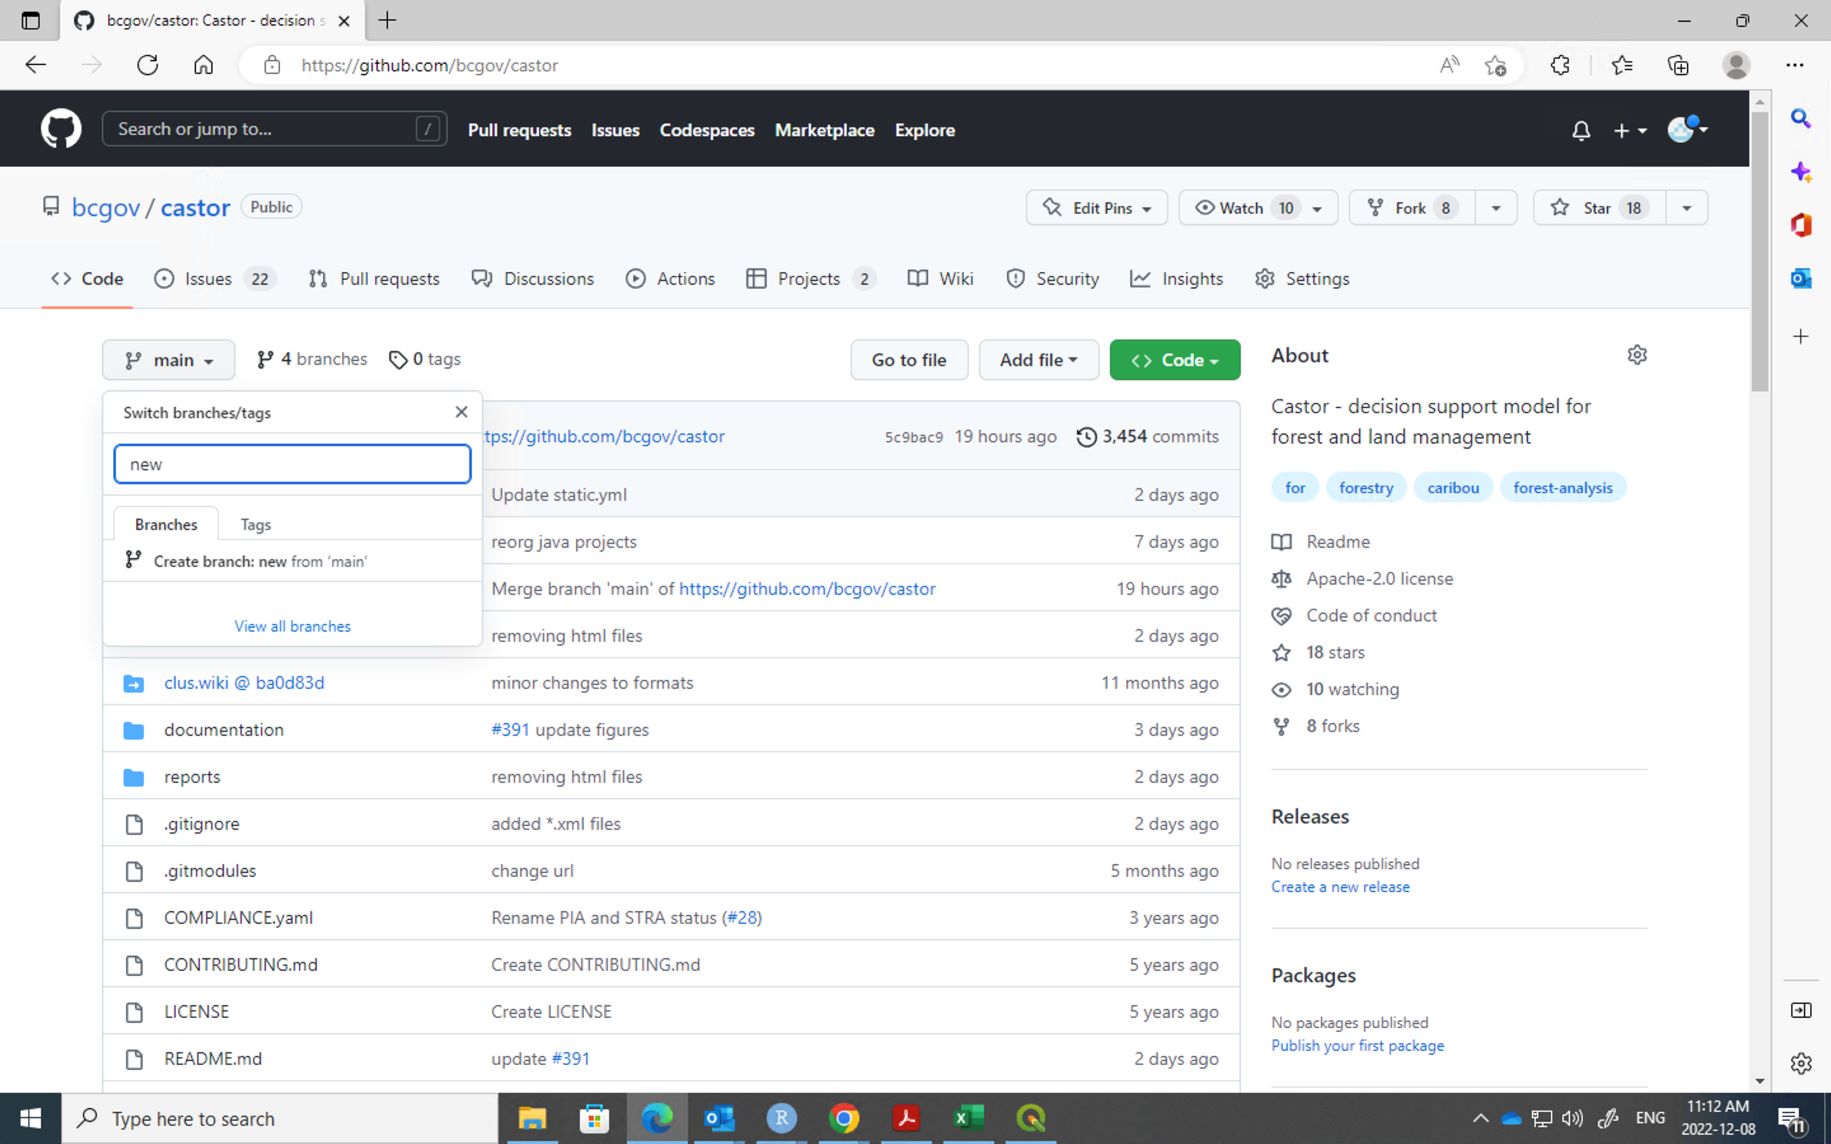 bcgov/castor: Castor - decision s
https://github.com/bcgov/castor
Search or jump to... /
Pull requests Issues Codespaces Marketplace Explore
bcgov / castor Public
Edit Pins Watch 10 Fork 8 Star 18
Code Issues 22 Pull requests Discussions Actions Projects 2 Wiki Security Insights Settings
main 4 branches 0 tags
Go to file Add file Code
Switch branches/tags
new
Branches Tags
Create branch: new from ‘main’
View all branches
tps://github.com/bcgov/castor 5c9bac9 19 hours ago 3,454 commits
Update static.yml 2 days ago
reorg java projects 7 days ago
Merge branch 'main' of https://github.com/bcgov/castor 19 hours ago
removing html files 2 days ago
clus.wiki @ ba0d83d minor changes to formats 11 months ago
documentation #391 update figures 3 days ago
reports removing html files 2 days ago
.gitignore added *.xml files 2 days ago
.gitmodules change url 5 months ago
COMPLIANCE.yaml Rename PIA and STRA status (#28) 3 years ago
CONTRIBUTING.md Create CONTRIBUTING.md 5 years ago
LICENSE Create LICENSE 5 years ago
README.md update #391 2 days ago
About
Castor - decision support model for
forest and land management
for forestry caribou forest-analysis
Readme
Apache-2.0 license
Code of conduct
18 stars
10 watching
8 forks
Releases
No releases published
Create a new release
Packages
No packages published
Publish your first package
Type here to search
ENG
11:12 AM
2022-12-08
11